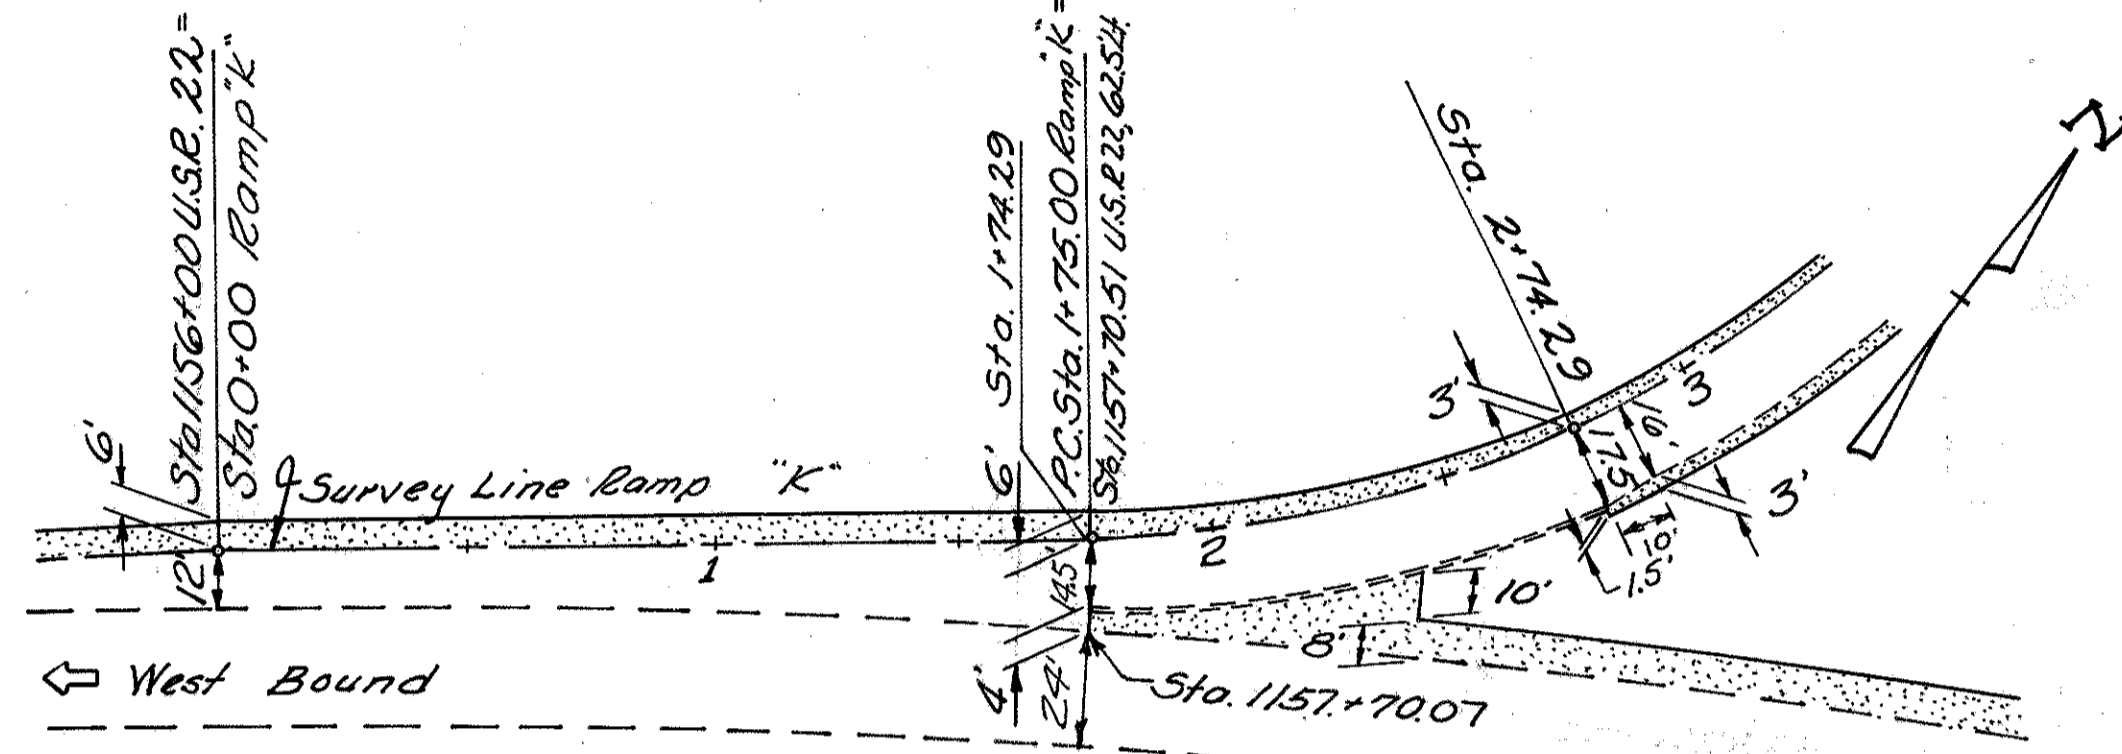 Sta. 1156+00 U.S.R. 22 =
Sta. 0+00 Ramp "K"
6'
12'
Survey Line Ramp "K"
1
6'
Sta. 1+74.29
P.C. Sta. 1+75.00 Ramp "K" =
Sta. 1157+70.51 U.S.R 22, 62.54'
14.5'
4'
24'
2
Sta. 2+74.29
3'
3
16'
17.5'
3'
10'
1.5'
10'
8'
Sta. 1157.+70.07
West Bound
N